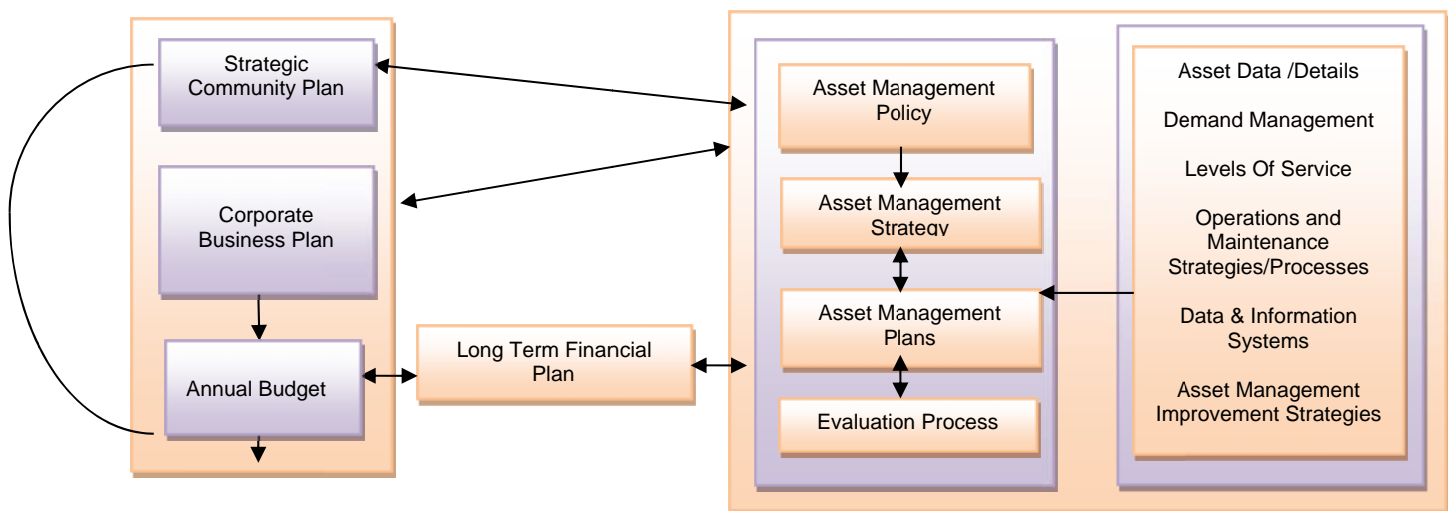 Strategic
Community Plan
Corporate
Business Plan
Annual Budget
Long Term Financial
Plan
Asset Management
Policy
Asset Management
Strategy
Asset Management
Plans
Evaluation Process
Asset Data /Details
Demand Management
Levels Of Service
Operations and
Maintenance
Strategies/Processes
Data & Information
Systems
Asset Management
Improvement Strategies